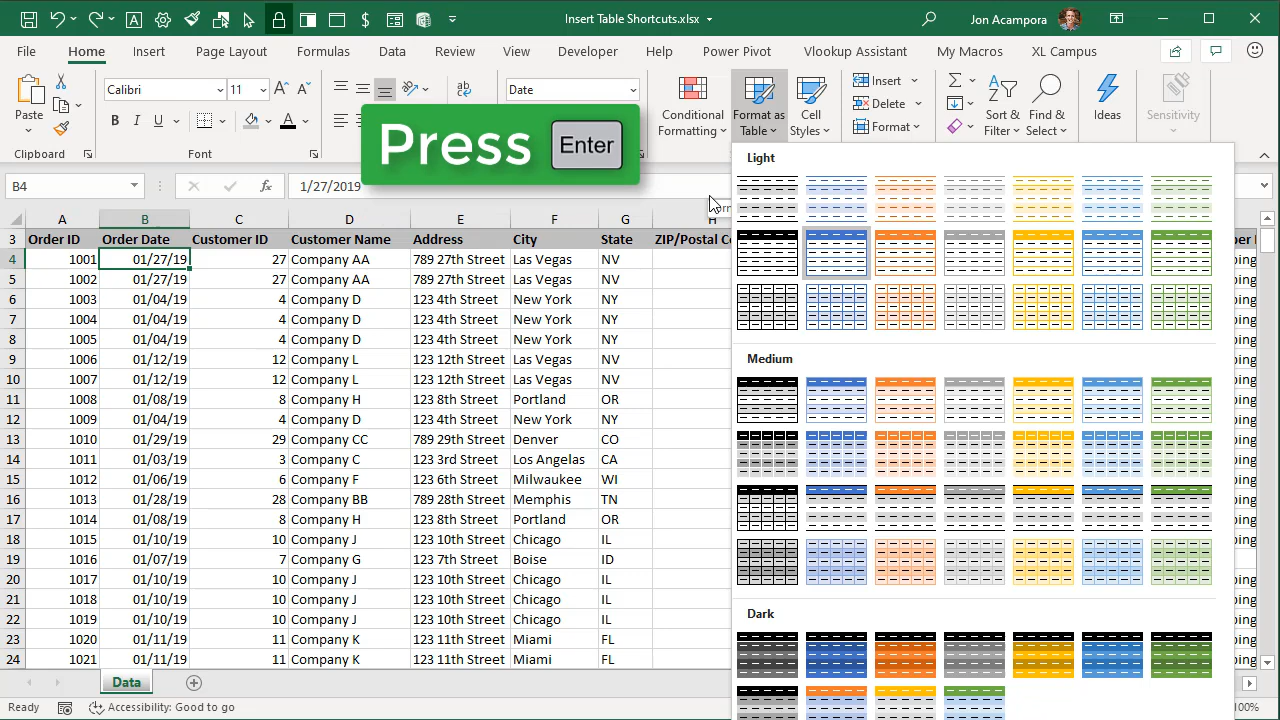 Insert Table Shortcuts.xlsx
Jon Acampora
File Home Insert Page Layout Formulas Data Review View Developer Help Power Pivot Vlookup Assistant My Macros XL Campus
Paste
Clipboard
Calibri 11
B I U A
Font
ab
Date
Conditional Formatting
Format as Table
Cell Styles
Insert
Delete
Format
Sort & Filter
Find & Select
Ideas
Sensitivity
Press Enter
B4 fx 1/27/2019
A B C D E F G H
3 Order ID Order Date Customer ID Customer Name Address City State
4 1001 01/27/19 27 Company AA 789 27th Street Las Vegas NV
5 1002 01/27/19 27 Company AA 789 27th Street Las Vegas NV
6 1003 01/04/19 4 Company D 123 4th Street New York NY
7 1004 01/04/19 4 Company D 123 4th Street New York NY
8 1005 01/04/19 4 Company D 123 4th Street New York NY
9 1006 01/12/19 12 Company L 123 12th Street Las Vegas NV
10 1007 01/12/19 12 Company L 123 12th Street Las Vegas NV
11 1008 01/08/19 8 Company H 123 8th Street Portland OR
12 1009 01/04/19 4 Company D 123 4th Street New York NY
13 1010 01/29/19 29 Company CC 789 29th Street Denver CO
14 1011 01/03/19 3 Company C 123 3rd Street Los Angelas CA
15 1012 01/06/19 6 Company F 123 6th Street Milwaukee WI
16 1013 01/28/19 28 Company BB 789 28th Street Memphis TN
17 1014 01/08/19 8 Company H 123 8th Street Portland OR
18 1015 01/10/19 10 Company J 123 10th Street Chicago IL
19 1016 01/07/19 7 Company G 123 7th Street Boise ID
20 1017 01/10/19 10 Company J 123 10th Street Chicago IL
21 1018 01/10/19 10 Company J 123 10th Street Chicago IL
22 1019 01/10/19 10 Company J 123 10th Street Chicago IL
23 1020 01/11/19 11 Company K 123 11th Street Miami FL
24 1021 01/11/19 11 Company K 123 11th Street Miami FL
Light
Medium
Dark
Data
Ready
100%